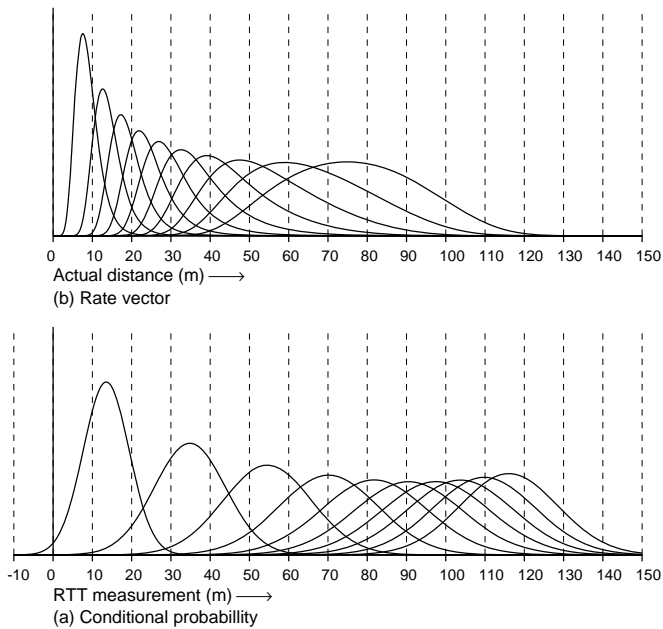 0 10 20 30 40 50 60 70 80 90 100 110 120 130 140 150
Actual distance (m)
(b) Rate vector
-10 0 10 20 30 40 50 60 70 80 90 100 110 120 130 140 150
RTT measurement (m)
(a) Conditional probabillity